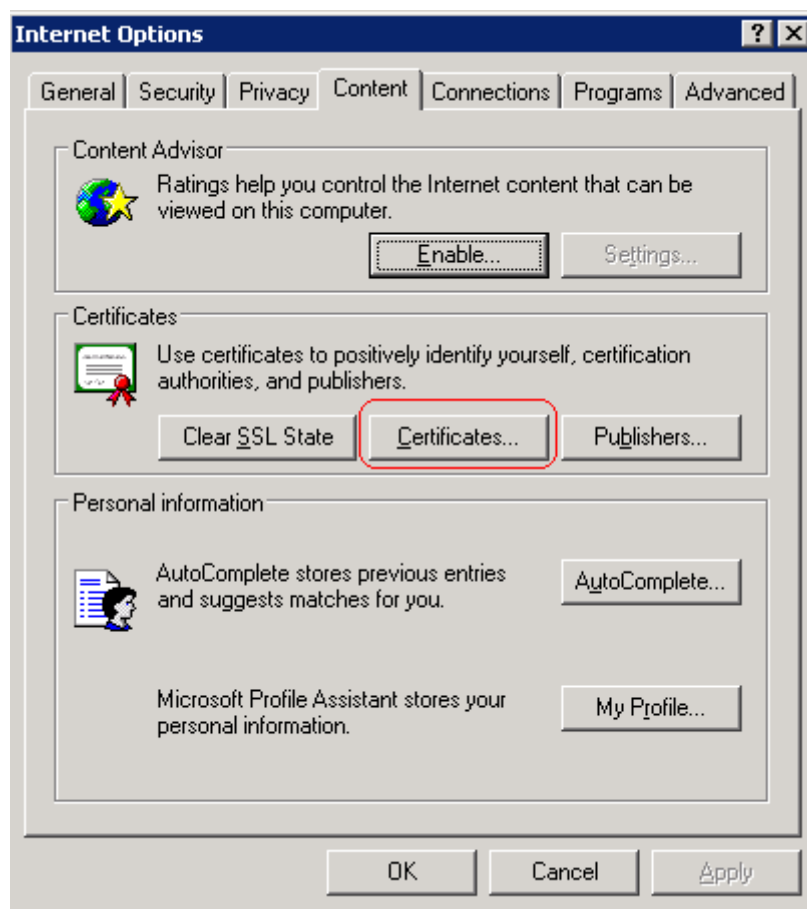 Internet Options
General Security Privacy Content Connections Programs Advanced
Content Advisor
Ratings help you control the Internet content that can be
viewed on this computer.
Enable... Settings...
Certificates
Use certificates to positively identify yourself, certification
authorities, and publishers.
Clear SSL State Certificates... Publishers...
Personal information
AutoComplete stores previous entries
and suggests matches for you.
AutoComplete...
Microsoft Profile Assistant stores your
personal information.
My Profile...
OK Cancel Apply